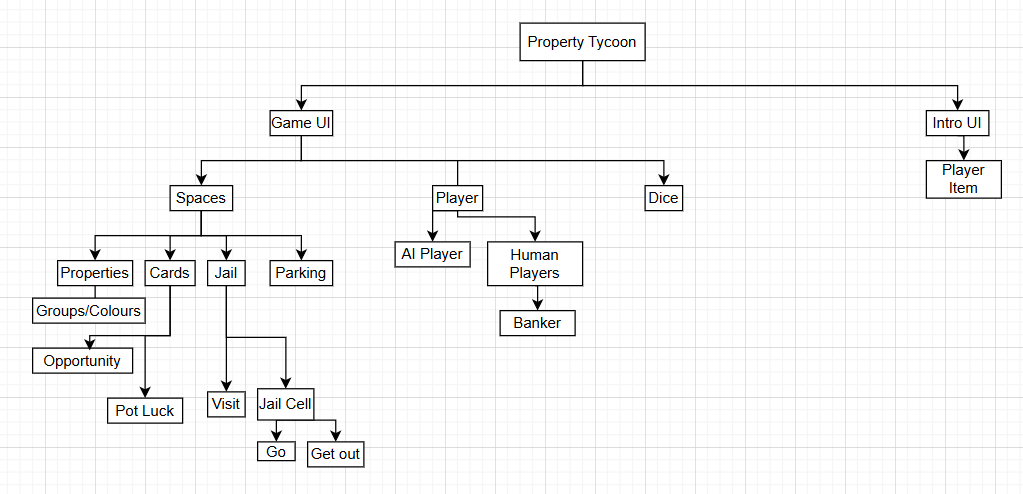 Property Tycoon
Game UI
Intro UI
Player
Item
Spaces
Player
Dice
AI Player
Human
Players
Properties
Cards
Jail
Parking
Groups/Colours
Banker
Opportunity
Pot Luck
Visit
Jail Cell
Go
Get out